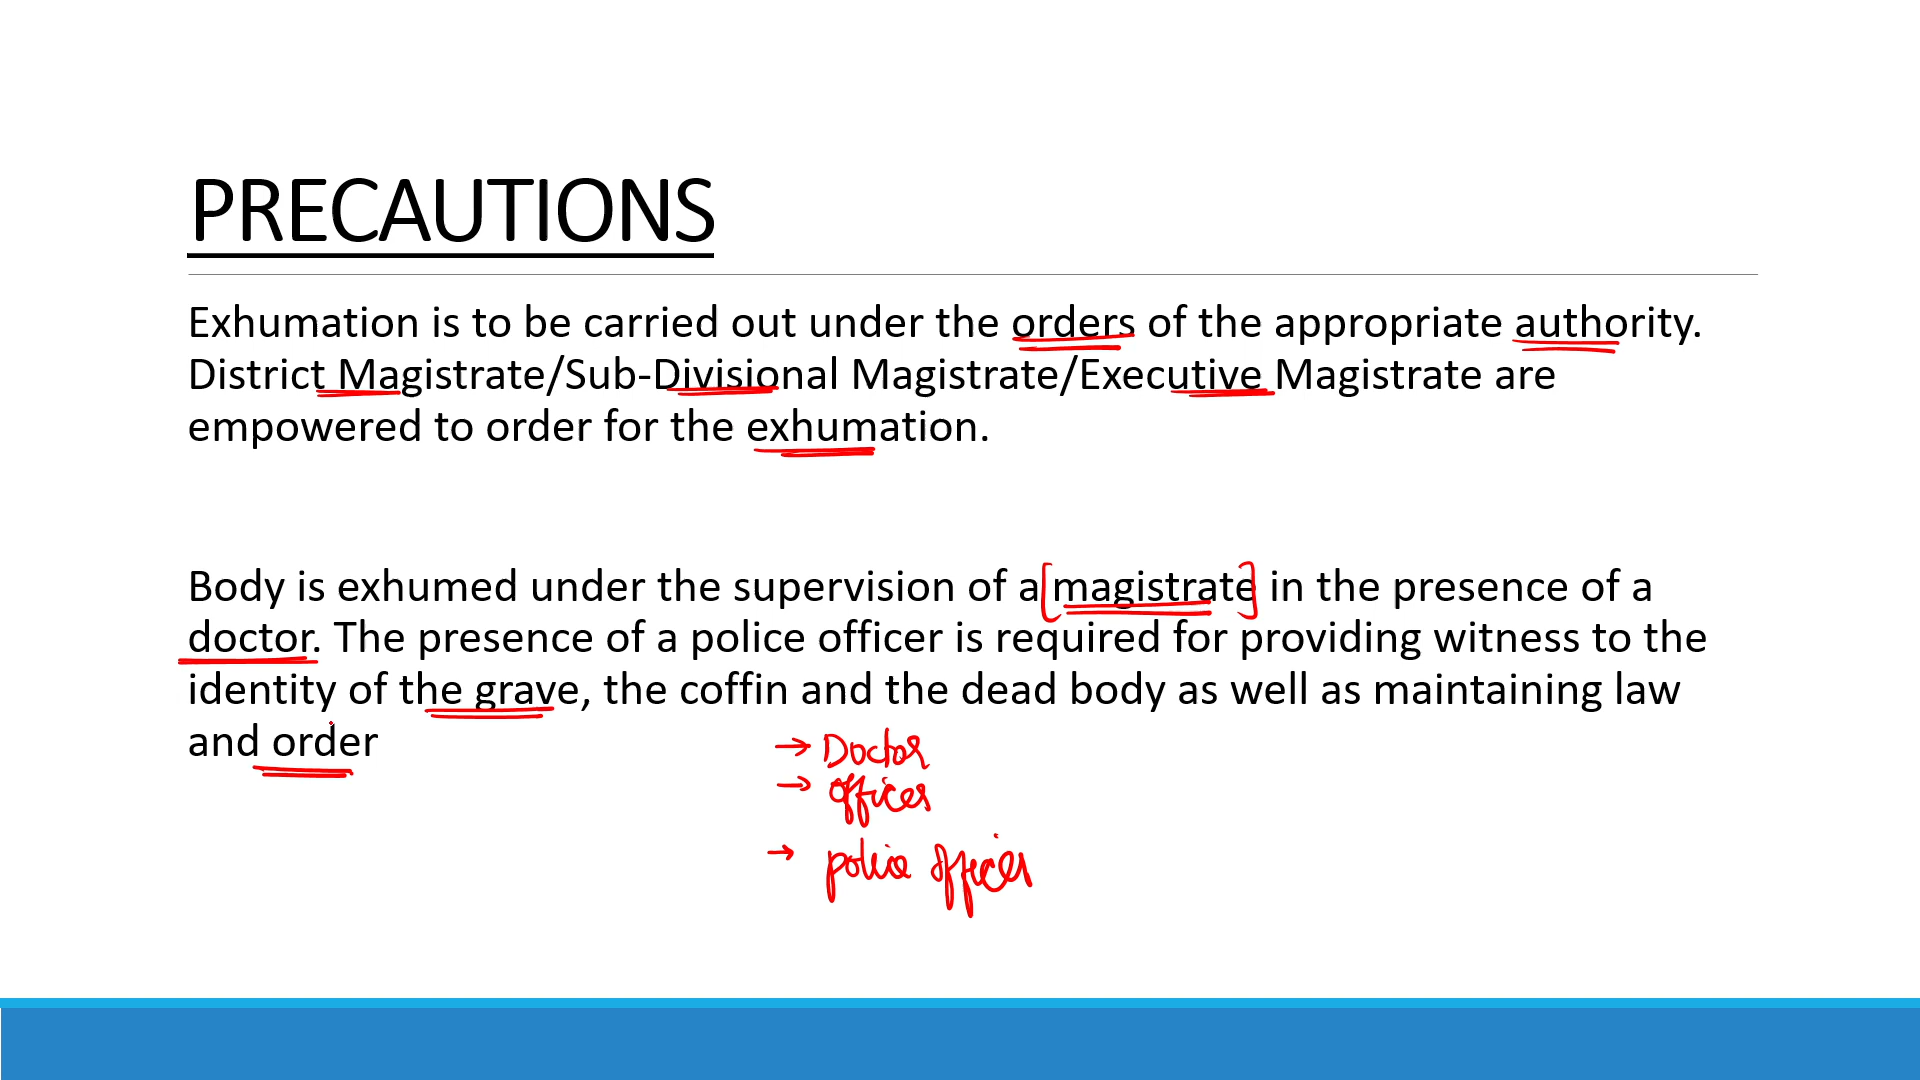 PRECAUTIONS
Exhumation is to be carried out under the orders of the appropriate authority.
District Magistrate/Sub-Divisional Magistrate/Executive Magistrate are
empowered to order for the exhumation.
Body is exhumed under the supervision of a [magistrate] in the presence of a
doctor. The presence of a police officer is required for providing witness to the
identity of the grave, the coffin and the dead body as well as maintaining law
and order
→ Doctor
→ officer
→ police officer